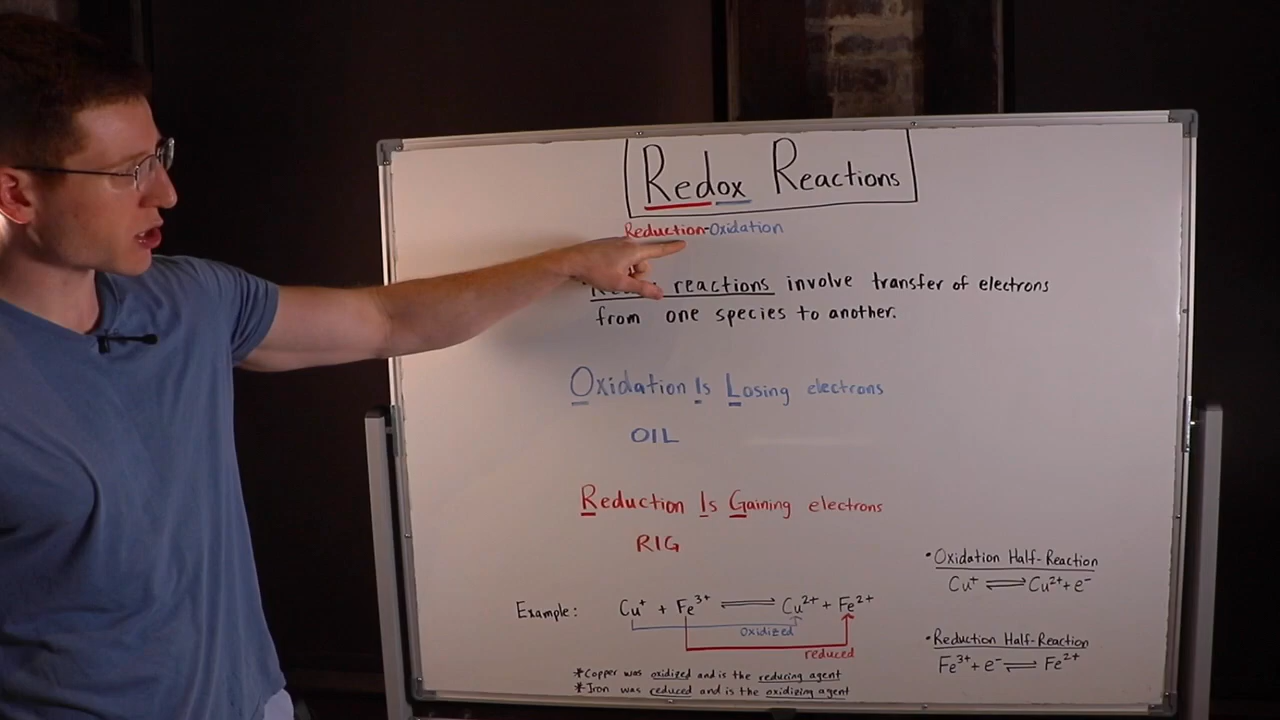 Redox Reactions
Reduction-Oxidation
reactions involve transfer of electrons
from one species to another.
Oxidation Is Losing electrons
OIL
Reduction Is Gaining electrons
RIG
Example: Cu⁺ + Fe³⁺ ⇌ Cu²⁺ + Fe²⁺
oxidized
reduced
*Copper was oxidized and is the reducing agent
*Iron was reduced and is the oxidizing agent
•Oxidation Half-Reaction
Cu⁺ ⇌ Cu²⁺ + e⁻
•Reduction Half-Reaction
Fe³⁺ + e⁻ ⇌ Fe²⁺